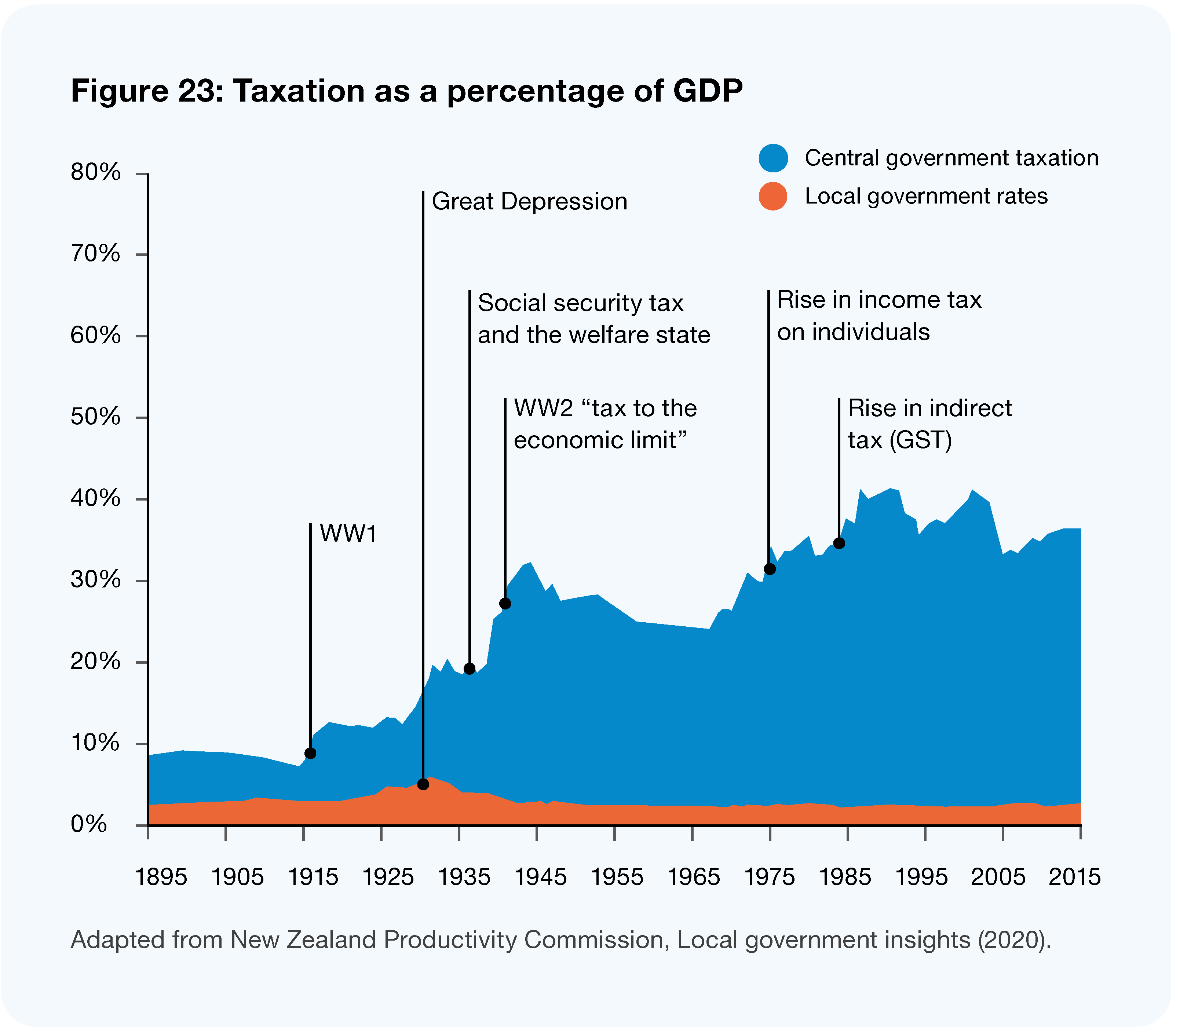 Figure 23: Taxation as a percentage of GDP
Central government taxation
Local government rates
80%
70%
60%
50%
40%
30%
20%
10%
0%
Great Depression
Social security tax
and the welfare state
WW2 “tax to the
economic limit”
WW1
Rise in income tax
on individuals
Rise in indirect
tax (GST)
1895 1905 1915 1925 1935 1945 1955 1965 1975 1985 1995 2005 2015
Adapted from New Zealand Productivity Commission, Local government insights (2020).